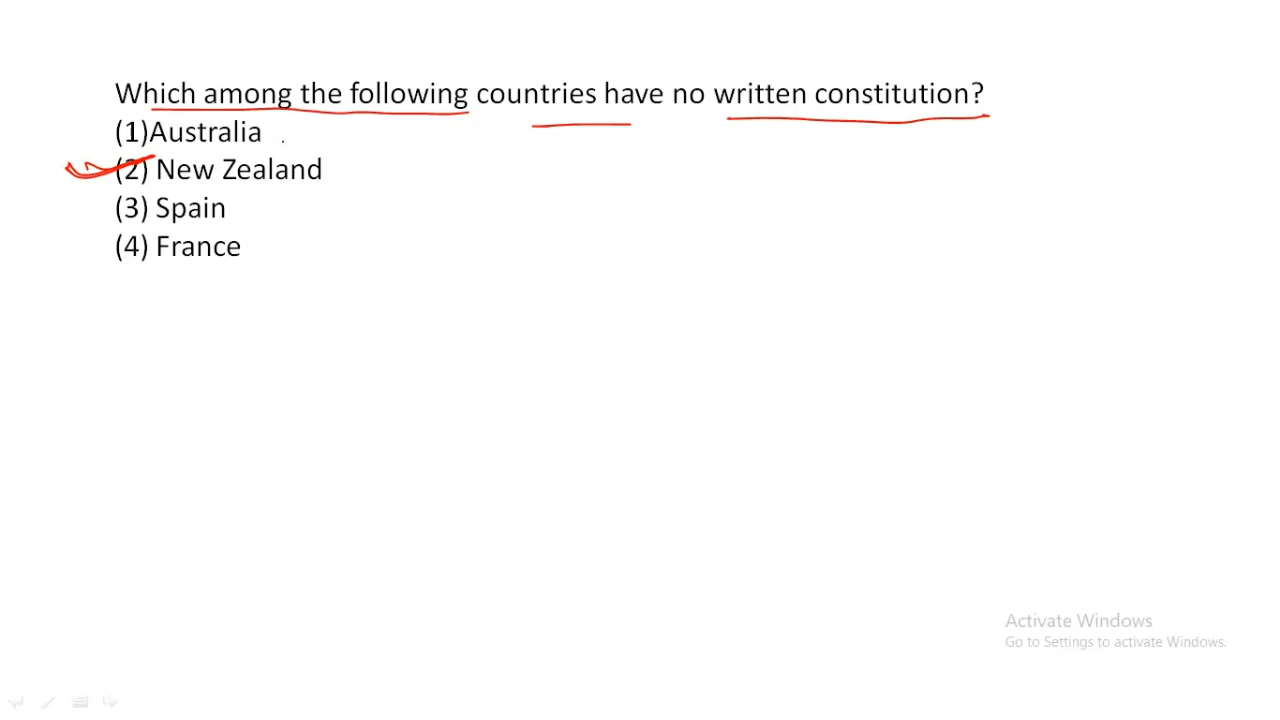 Which among the following countries have no written constitution?
(1)Australia
(2) New Zealand
(3) Spain
(4) France
Activate Windows
Go to Settings to activate Windows.